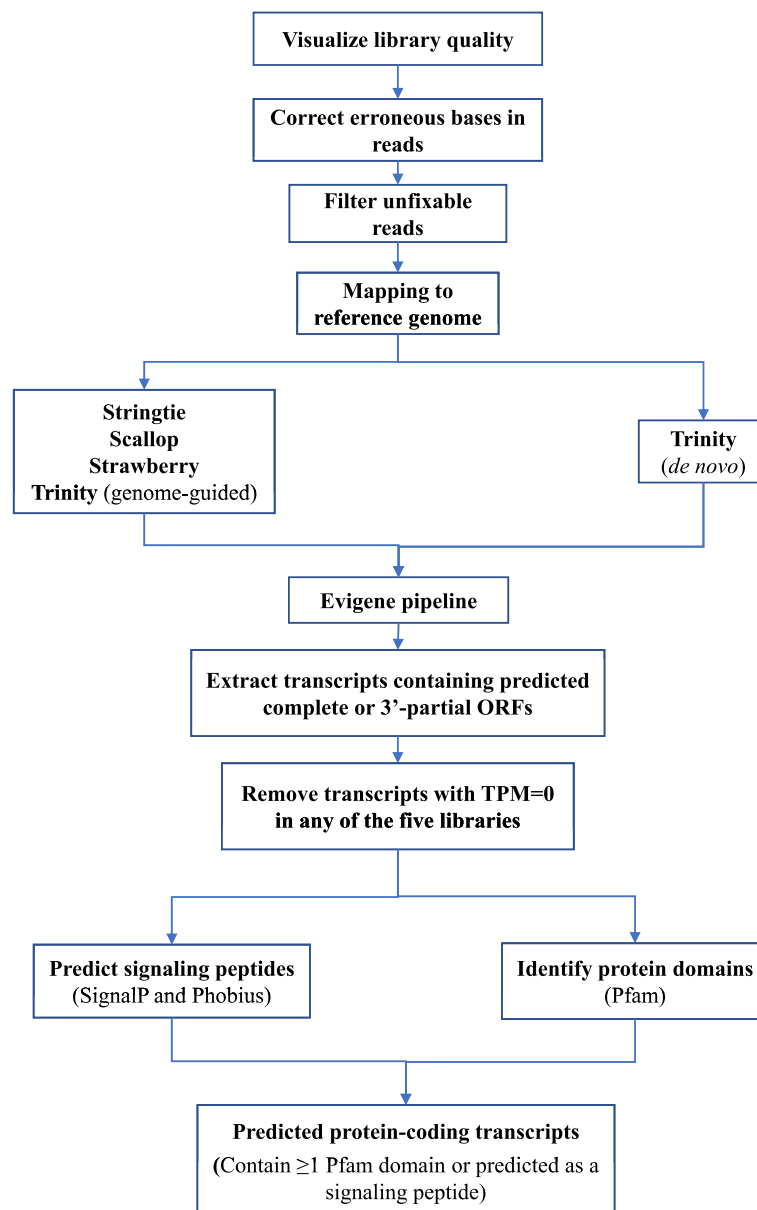 Visualize library quality
Correct erroneous bases in
reads
Filter unfixable
reads
Mapping to
reference genome
Stringtie
Scallop
Strawberry
Trinity (genome-guided)
Trinity
(de novo)
Evigene pipeline
Extract transcripts containing predicted
complete or 3’-partial ORFs
Remove transcripts with TPM=0
in any of the five libraries
Predict signaling peptides
(SignalP and Phobius)
Identify protein domains
(Pfam)
Predicted protein-coding transcripts
(Contain ≥1 Pfam domain or predicted as a
signaling peptide)